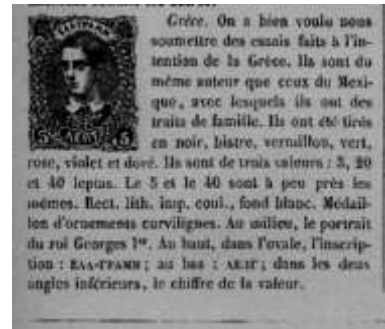 Grèce. On a bien voulu nous
soumettre des essais faits à l'in-
tention de la Grèce. Ils sont du
même auteur que ceux du Mexi-
que, avec lesquels ils ont des
traits de famille. Ils ont été tirés
en noir, bistre, vermillon, vert,
rose, violet et doré. Ils sont de trois valeurs : 5, 20
et 40 leptas. Le 5 et le 40 sont à peu près les
mêmes. Rect. lith. imp. coul., fond blanc. Médail-
lon d'ornements curvilignes. Au milieu, le portrait
du roi Georges Ier. Au haut, dans l'ovale, l'inscrip-
tion : ΕΛΛ-ΓΡΑΜΜ ; au bas : ; dans les deux
angles inférieurs, le chiffre de la valeur.
5 5